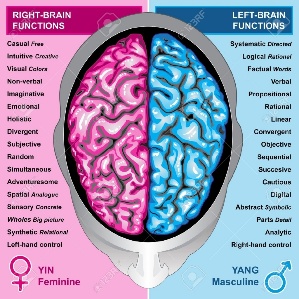 RIGHT-BRAIN
FUNCTIONS
Casual Free
Intuitive Creative
Visual Colors
Non-verbal
Imaginative
Emotional
Holistic
Divergent
Subjective
Random
Simultaneous
Adventuresome
Spatial Analogue
Sensory Concrete
Wholes Big picture
Synthetic Relational
Left-hand control
YIN
Feminine
LEFT-BRAIN
FUNCTIONS
Systematic Directed
Logical Rational
Factual Words
Verbal
Propositional
Rational
Linear
Convergent
Objective
Sequential
Succesive
Cautious
Digital
Abstract Symbolic
Parts Detail
Analytic
Right-hand control
YANG
Masculine